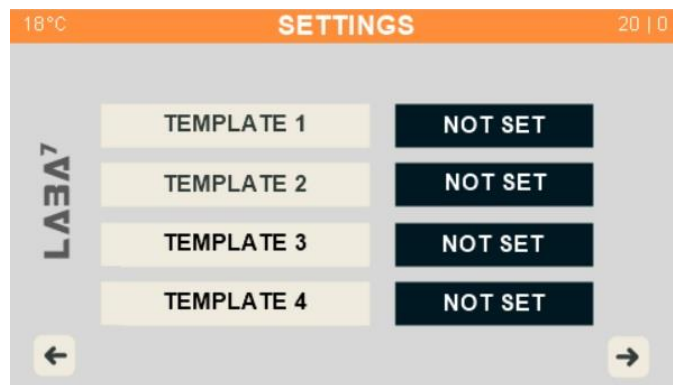 18°C SETTINGS 20 | 0
TEMPLATE 1 NOT SET
TEMPLATE 2 NOT SET
TEMPLATE 3 NOT SET
TEMPLATE 4 NOT SET
LABA7